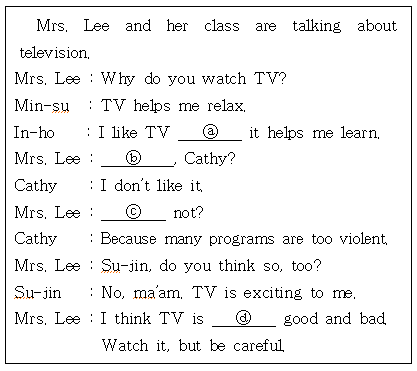 Mrs. Lee and her class are talking about
television.
Mrs. Lee : Why do you watch TV?
Min-su : TV helps me relax.
In-ho : I like TV ___ⓐ___ it helps me learn.
Mrs. Lee : ___ⓑ___, Cathy?
Cathy : I don't like it.
Mrs. Lee : ___ⓒ___ not?
Cathy : Because many programs are too violent.
Mrs. Lee : Su-jin, do you think so, too?
Su-jin : No, ma'am. TV is exciting to me.
Mrs. Lee : I think TV is ___ⓓ___ good and bad.
Watch it, but be careful.